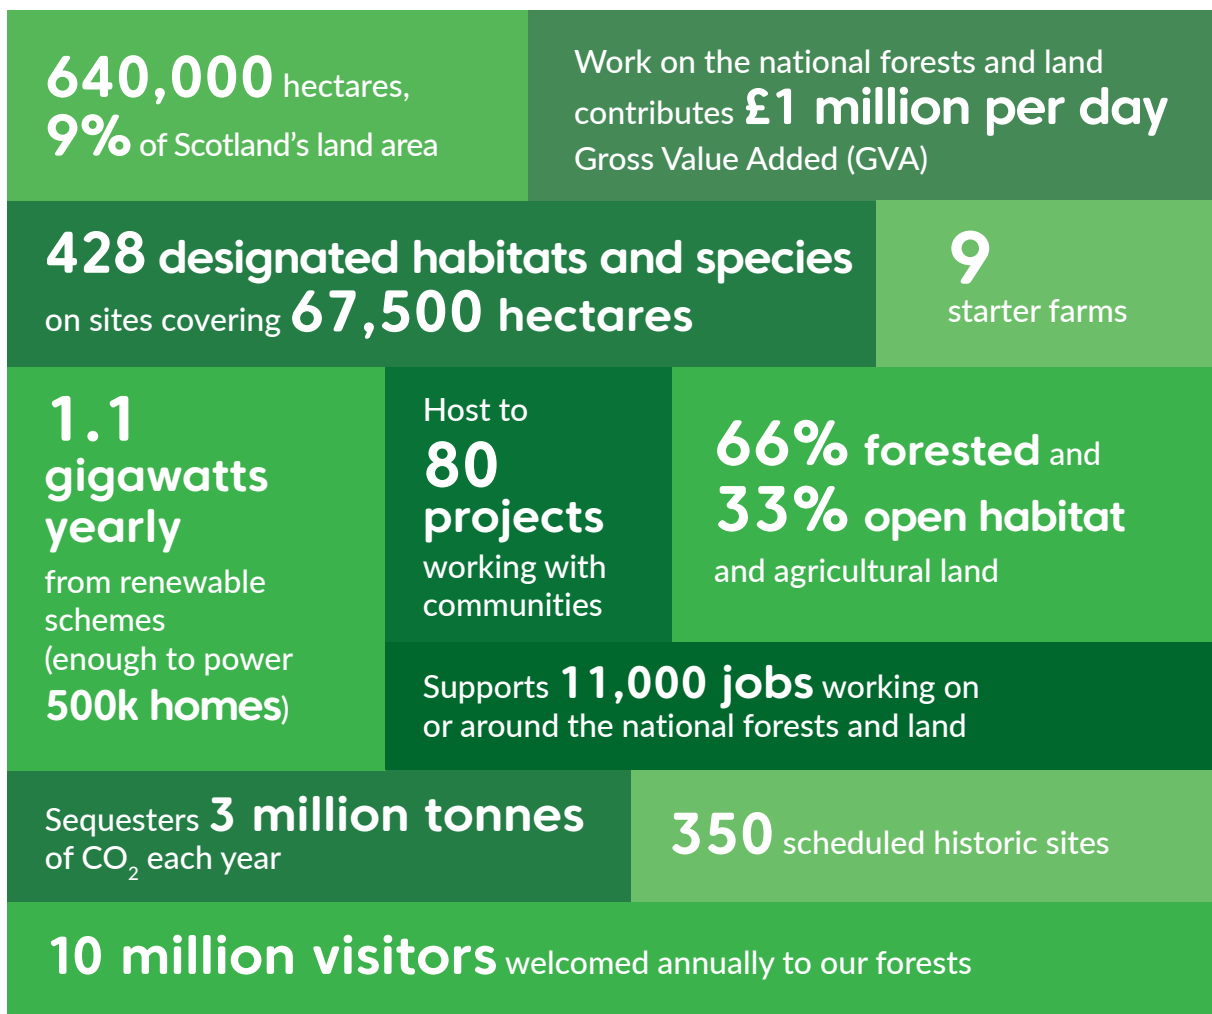 640,000 hectares,
9% of Scotland's land area
Work on the national forests and land
contributes £1 million per day
Gross Value Added (GVA)
428 designated habitats and species
on sites covering 67,500 hectares
9
starter farms
1.1
gigawatts
yearly
from renewable
schemes
(enough to power
500k homes)
Host to
80
projects
working with
communities
66% forested and
33% open habitat
and agricultural land
Supports 11,000 jobs working on
or around the national forests and land
Sequesters 3 million tonnes
of CO₂ each year
350 scheduled historic sites
10 million visitors welcomed annually to our forests